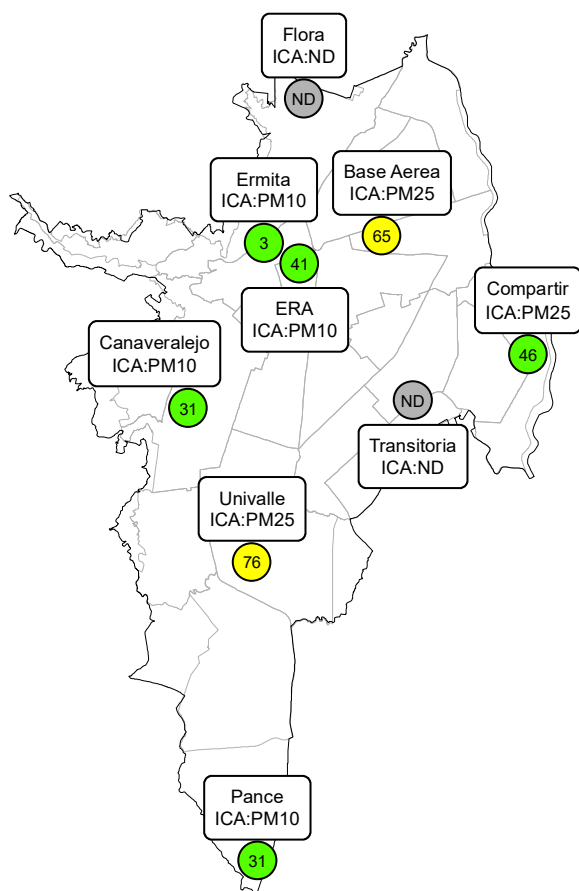 Flora
ICA:ND
ND
Ermita
ICA:PM10
3
Base Aerea
ICA:PM25
65
41
ERA
ICA:PM10
Compartir
ICA:PM25
46
Canaveralejo
ICA:PM10
31
ND
Transitoria
ICA:ND
Univalle
ICA:PM25
76
Pance
ICA:PM10
31